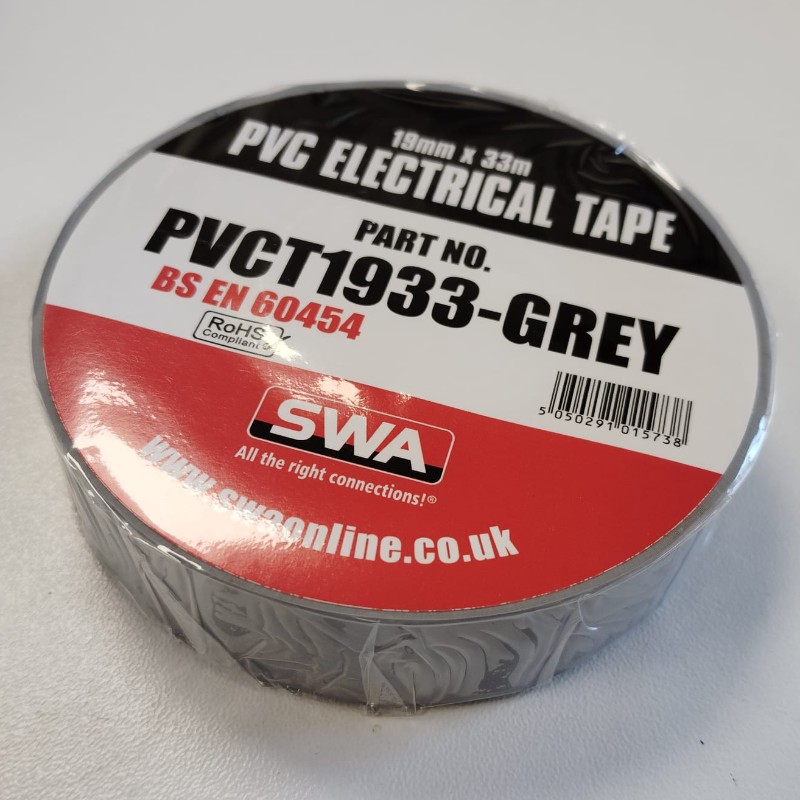 19mm x 33m
PVC ELECTRICAL TAPE
PART NO.
PVCT1933-GREY
BS EN 60454
RoHS
Compliant
5 050291 015738
SWA
All the right connections!®
www.swaonline.co.uk